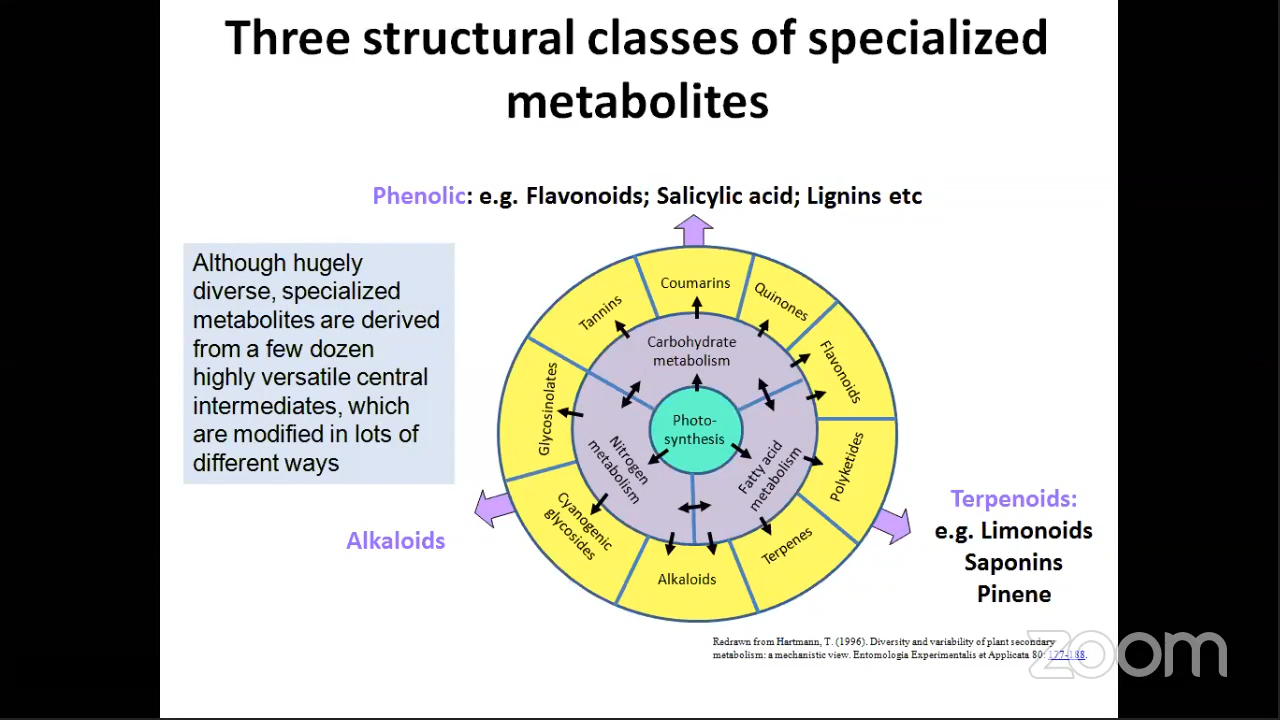 Three structural classes of specialized
metabolites
Phenolic: e.g. Flavonoids; Salicylic acid; Lignins etc
Although hugely
diverse, specialized
metabolites are derived
from a few dozen
highly versatile central
intermediates, which
are modified in lots of
different ways
Coumarins
Quinones
Tannins
Flavonoids
Carbohydrate
metabolism
Glycosinolates
Photo-
synthesis
Nitrogen
metabolism
Fatty acid
metabolism
Polyketides
Cyanogenic
glycosides
Terpenes
Alkaloids
Alkaloids
Terpenoids:
e.g. Limonoids
Saponins
Pinene
Redrawn from Hartmann, T. (1996). Diversity and variability of plant secondary
metabolism: a mechanistic view. Entomologia Experimentalis et Applicata 80: 177-188.
zoom